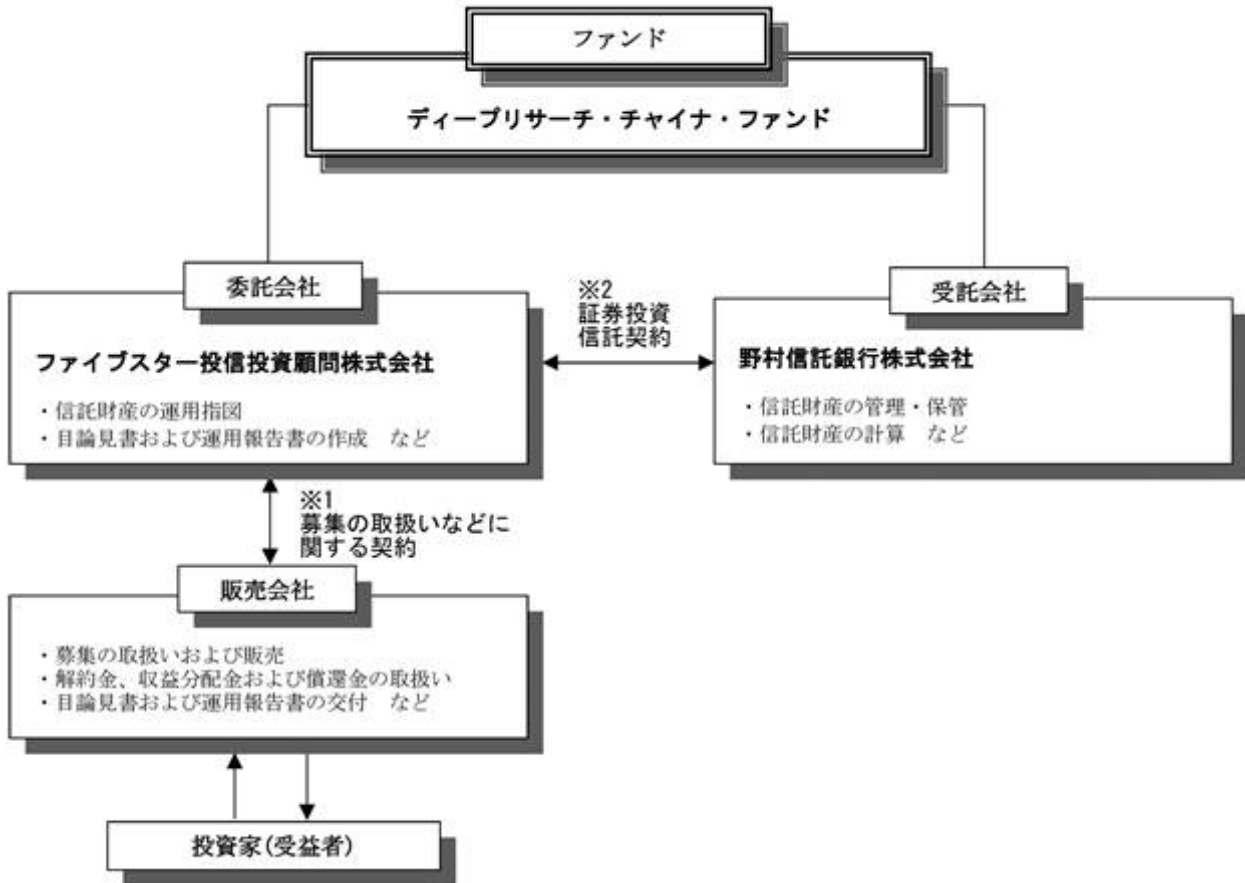 ファンド
ディープリサーチ・チャイナ・ファンド
委託会社
ファイブスター投信投資顧問株式会社
・信託財産の運用指図
・目論見書および運用報告書の作成　など
※2
証券投資
信託契約
受託会社
野村信託銀行株式会社
・信託財産の管理・保管
・信託財産の計算　など
※1
募集の取扱いなどに
関する契約
販売会社
・募集の取扱いおよび販売
・解約金、収益分配金および償還金の取扱い
・目論見書および運用報告書の交付　など
投資家(受益者)